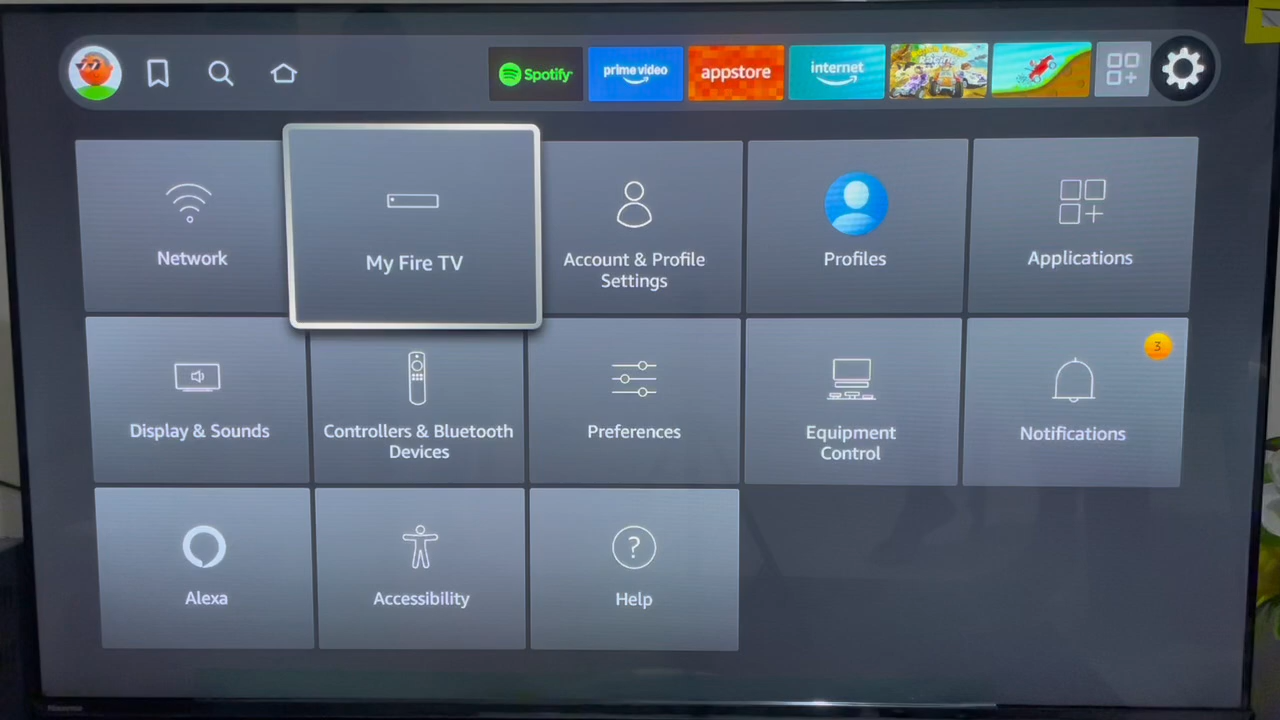 Spotify
prime video
appstore
internet
Network
My Fire TV
Account & Profile
Settings
Profiles
Applications
Display & Sounds
Controllers & Bluetooth
Devices
Preferences
Equipment
Control
3
Notifications
Alexa
Accessibility
?
Help
Hisense